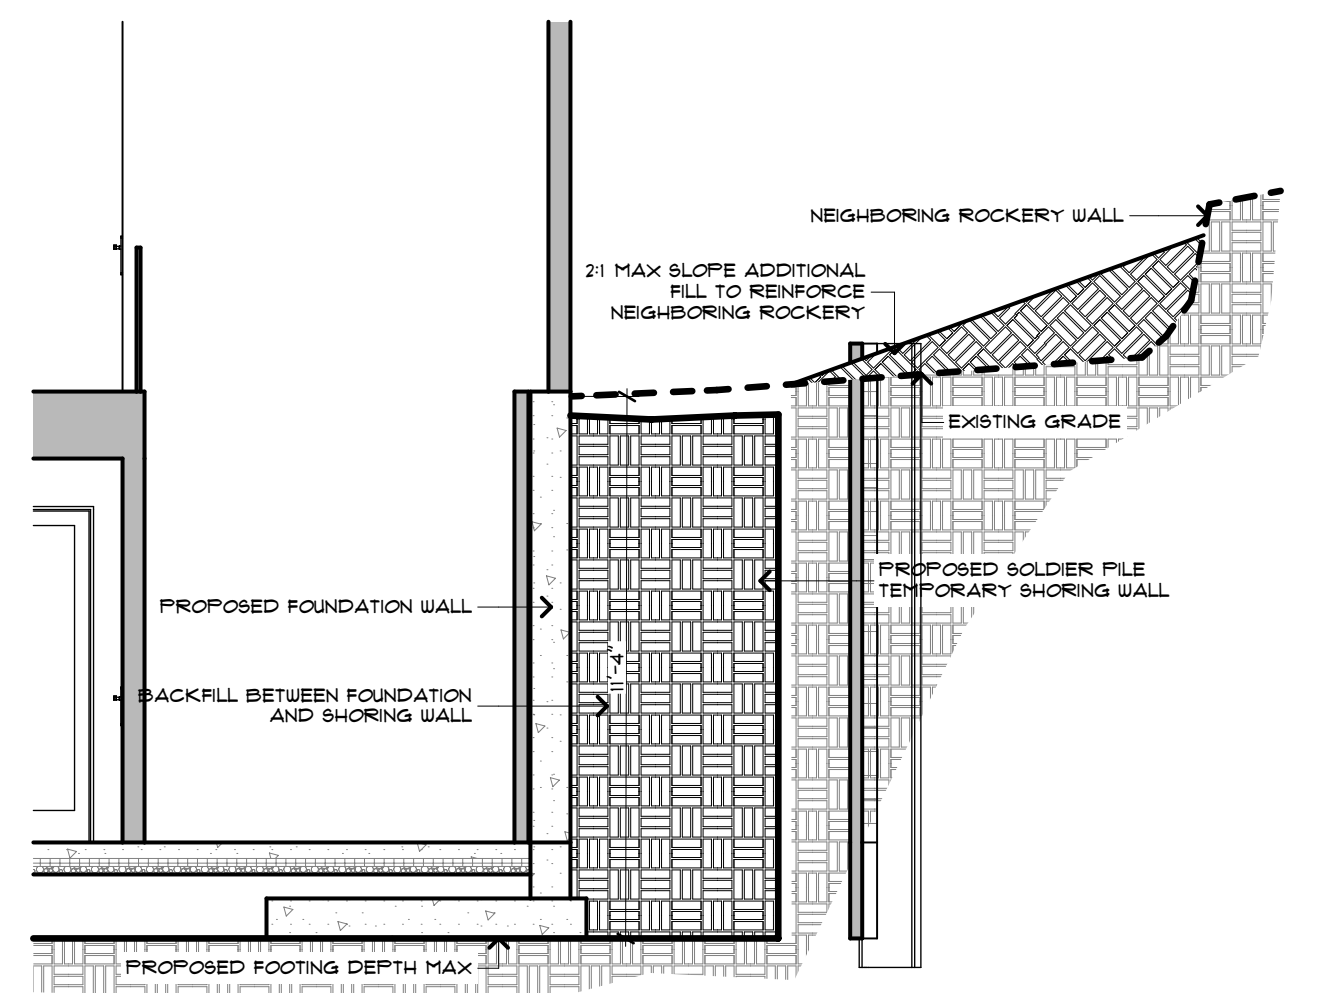 NEIGHBORING ROCKERY WALL
2:1 MAX SLOPE ADDITIONAL
FILL TO REINFORCE
NEIGHBORING ROCKERY
EXISTING GRADE
PROPOSED SOLDIER PILE
TEMPORARY SHORING WALL
PROPOSED FOUNDATION WALL
11'-4"
BACKFILL BETWEEN FOUNDATION
AND SHORING WALL
PROPOSED FOOTING DEPTH MAX